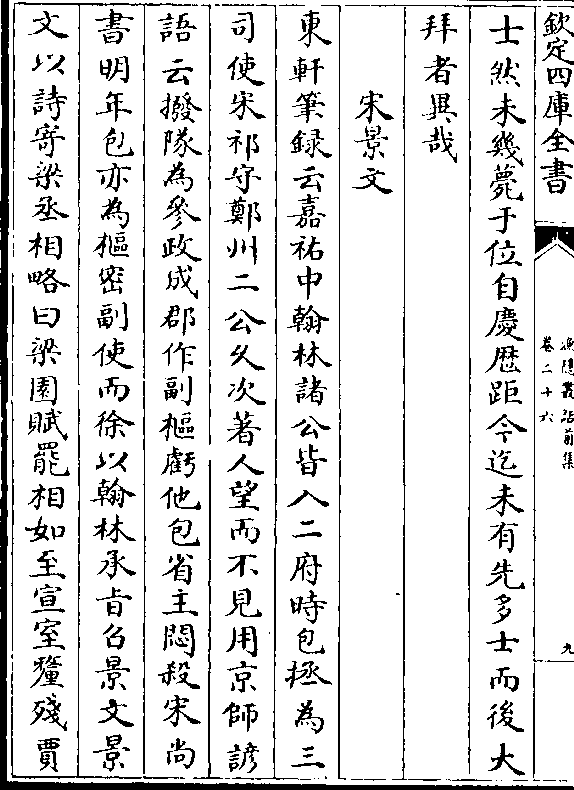 欽定四庫全書
漁隱叢話前集
卷二十六
九
士然未幾薨于位自慶厯距今迄未有先多士而後大
拜者異哉
宋景文
東軒筆録云嘉祐中翰林諸公皆入二府時包拯為三
司使宋祁守鄭州二公久次著人望而不見用京師諺
語云撥隊為參政成郡作副樞虧他包省主悶殺宋尚
書明年包亦為樞密副使而徐以翰林承㫖召景文景
文以詩寄梁丞相略曰梁園賦罷相如至宣室釐殘賈